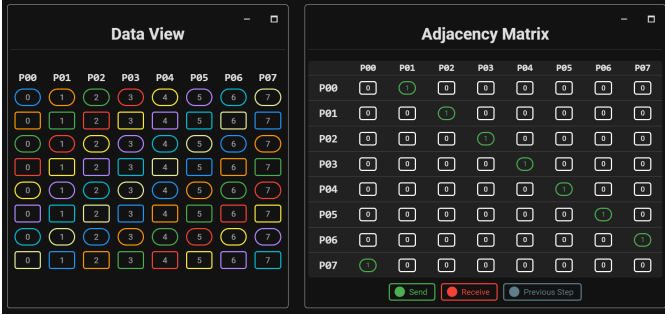 Data View
P00 P01 P02 P03 P04 P05 P06 P07
0 1 2 3 4 5 6 7
0 1 2 3 4 5 6 7
0 1 2 3 4 5 6 7
0 1 2 3 4 5 6 7
0 1 2 3 4 5 6 7
0 1 2 3 4 5 6 7
0 1 2 3 4 5 6 7
0 1 2 3 4 5 6 7
Adjacency Matrix
P00 P01 P02 P03 P04 P05 P06 P07
P00 0 1 0 0 0 0 0 0
P01 0 0 1 0 0 0 0 0
P02 0 0 0 1 0 0 0 0
P03 0 0 0 0 1 0 0 0
P04 0 0 0 0 0 1 0 0
P05 0 0 0 0 0 0 1 0
P06 0 0 0 0 0 0 0 1
P07 1 0 0 0 0 0 0 0
Send Receive Previous Step